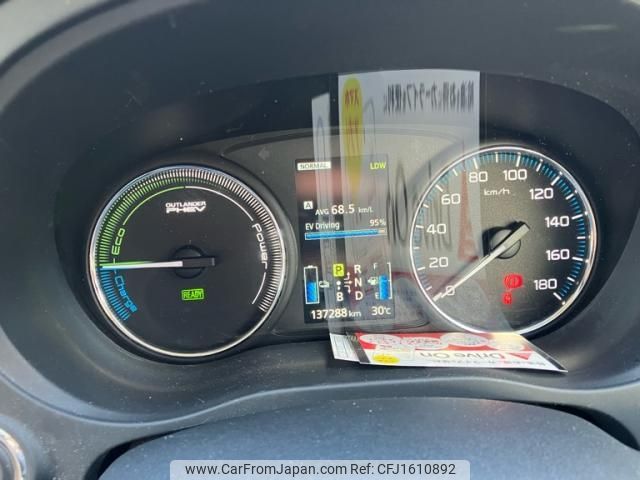 NORMAL
LDW
A
AVG 68.5 km/L
EV Driving 95%
P R
N
B D
F
E
137288 km 30℃
OUTLANDER
PHEV
Eco
Power
Charge
READY
0
20
40
60
80
100
120
140
160
180
km/h
Drive On
www.CarFromJapan.com - CFJ1610892